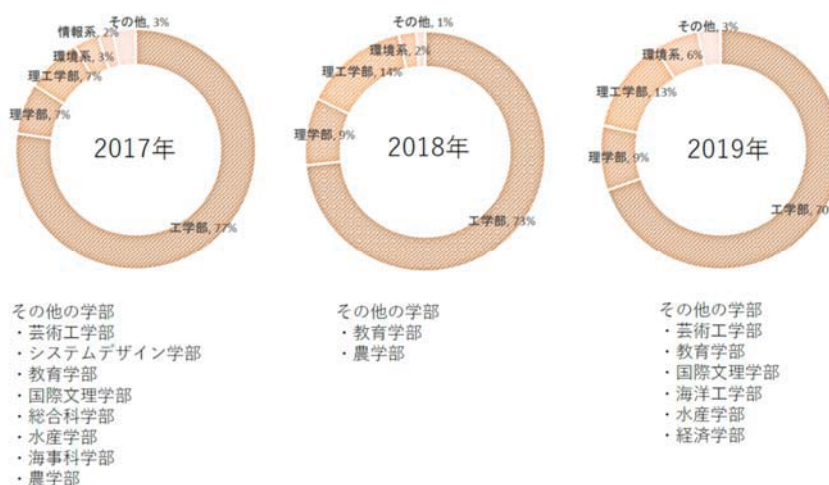 その他, 3%
情報系, 2%
環境系, 3%
理工学部, 7%
理学部, 7%
2017年
工学部, 77%
その他, 1%
環境系, 2%
理工学部, 14%
理学部, 9%
2018年
工学部, 73%
その他, 3%
環境系, 6%
理工学部, 13%
理学部, 9%
2019年
工学部, 70
その他の学部
・芸術工学部
・システムデザイン学部
・教育学部
・国際文理学部
・総合科学部
・水産学部
・海事科学部
・農学部
その他の学部
・教育学部
・農学部
その他の学部
・芸術工学部
・教育学部
・国際文理学部
・海洋工学部
・水産学部
・経済学部